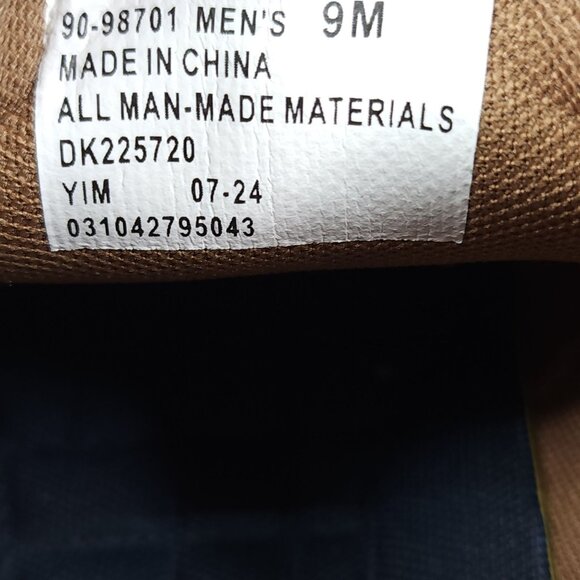 90-98701 MEN'S 9M
MADE IN CHINA
ALL MAN-MADE MATERIALS
DK225720
YIM 07-24
031042795043